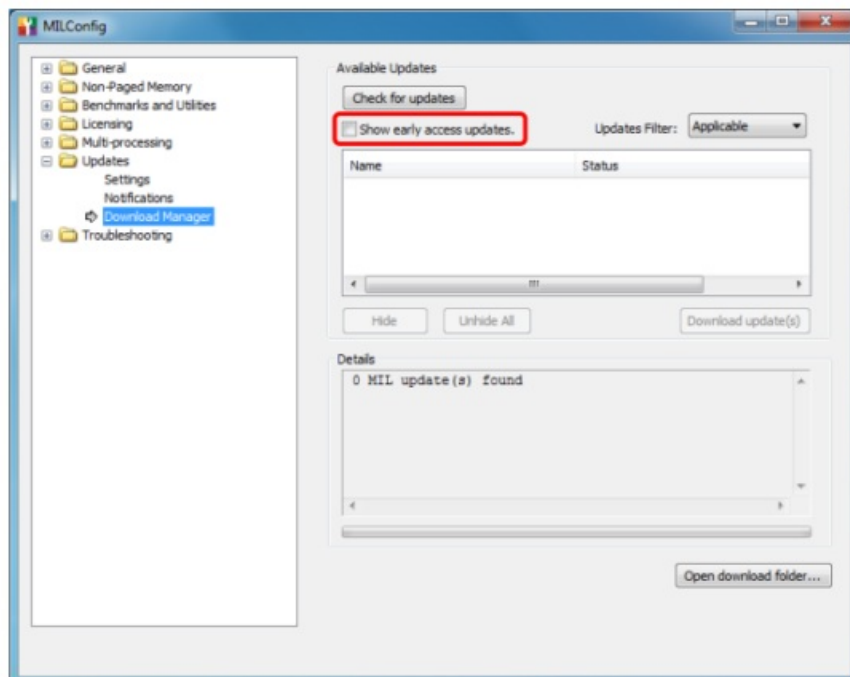 MILConfig
General
Non-Paged Memory
Benchmarks and Utilities
Licensing
Multi-processing
Updates
Settings
Notifications
Download Manager
Troubleshooting
Available Updates
Check for updates
Show early access updates.
Updates Filter: Applicable
Name Status
Hide Unhide All Download update(s)
Details
0 MIL update(s) found
Open download folder...